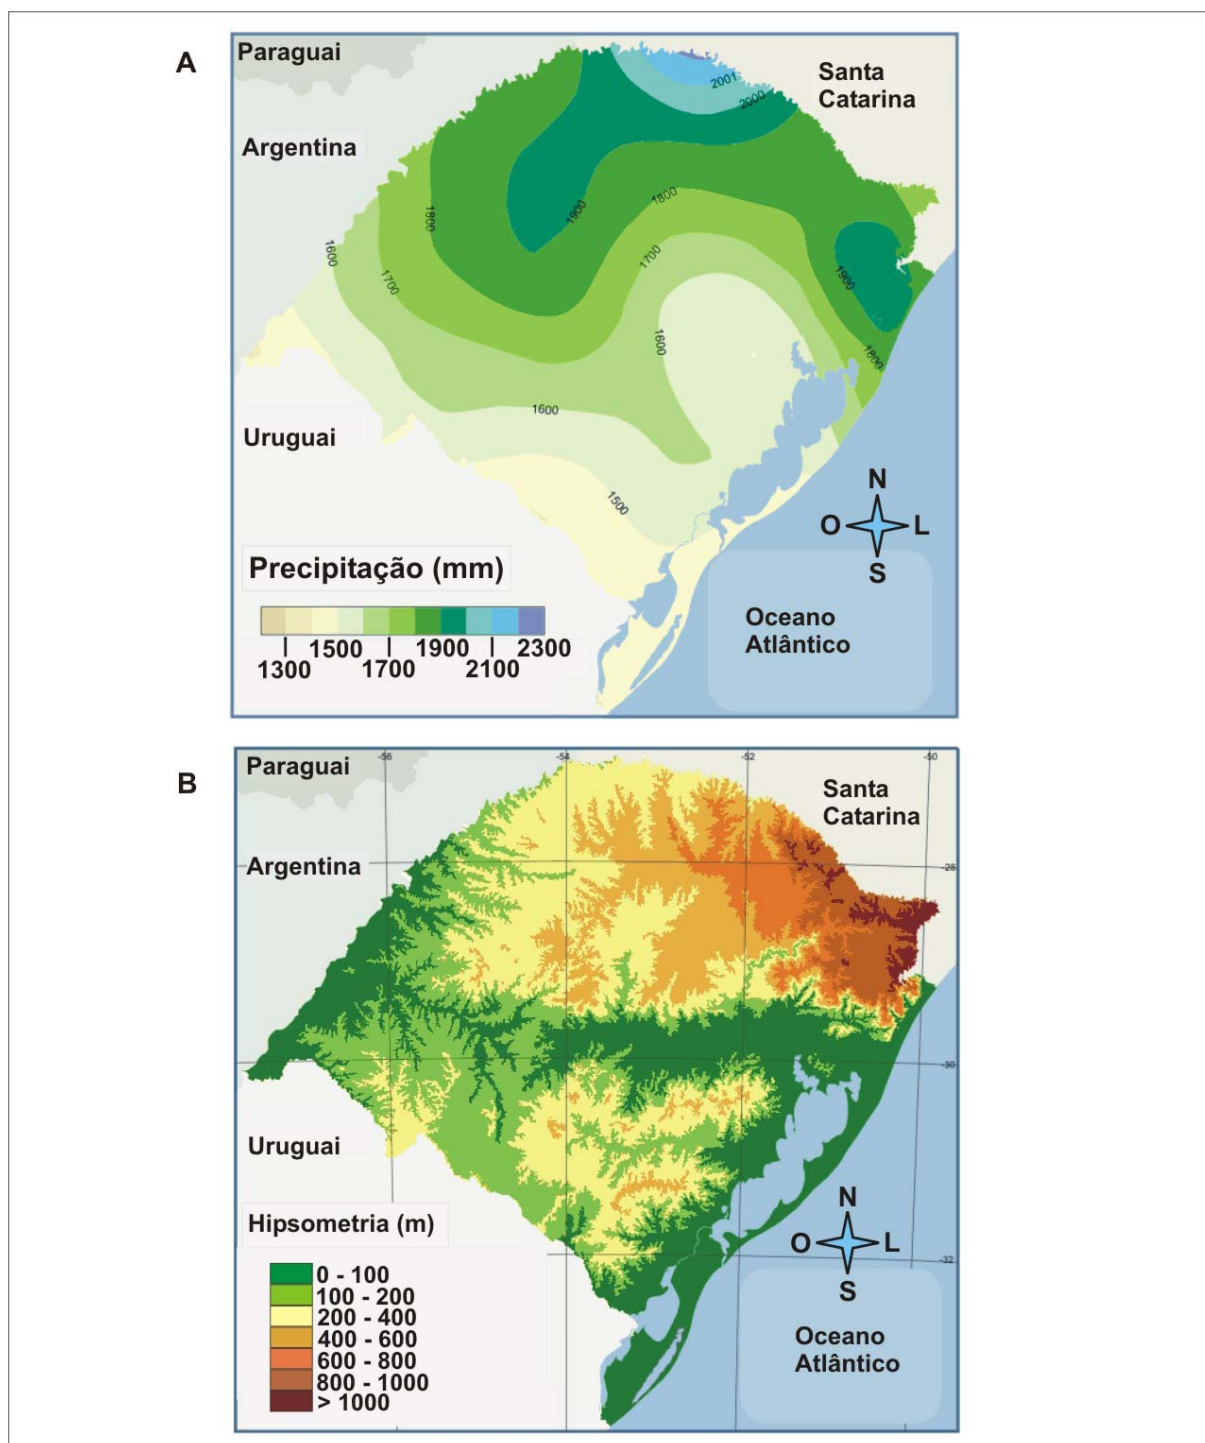 A
Paraguai
Santa
Catarina
Argentina
2001
2000
1900
1800
1800
1700
1600
1700
1900
1600
1800
1600
Uruguai
1500
N
O
L
S
Precipitação (mm)
1500 1900 2300
1300 1700 2100
Oceano
Atlântico
B
-56
-54
-52
-50
Paraguai
Santa
Catarina
Argentina
-28
-30
Uruguai
N
O
L
S
-32
Hipsometria (m)
0 - 100
100 - 200
200 - 400
400 - 600
600 - 800
800 - 1000
> 1000
Oceano
Atlântico